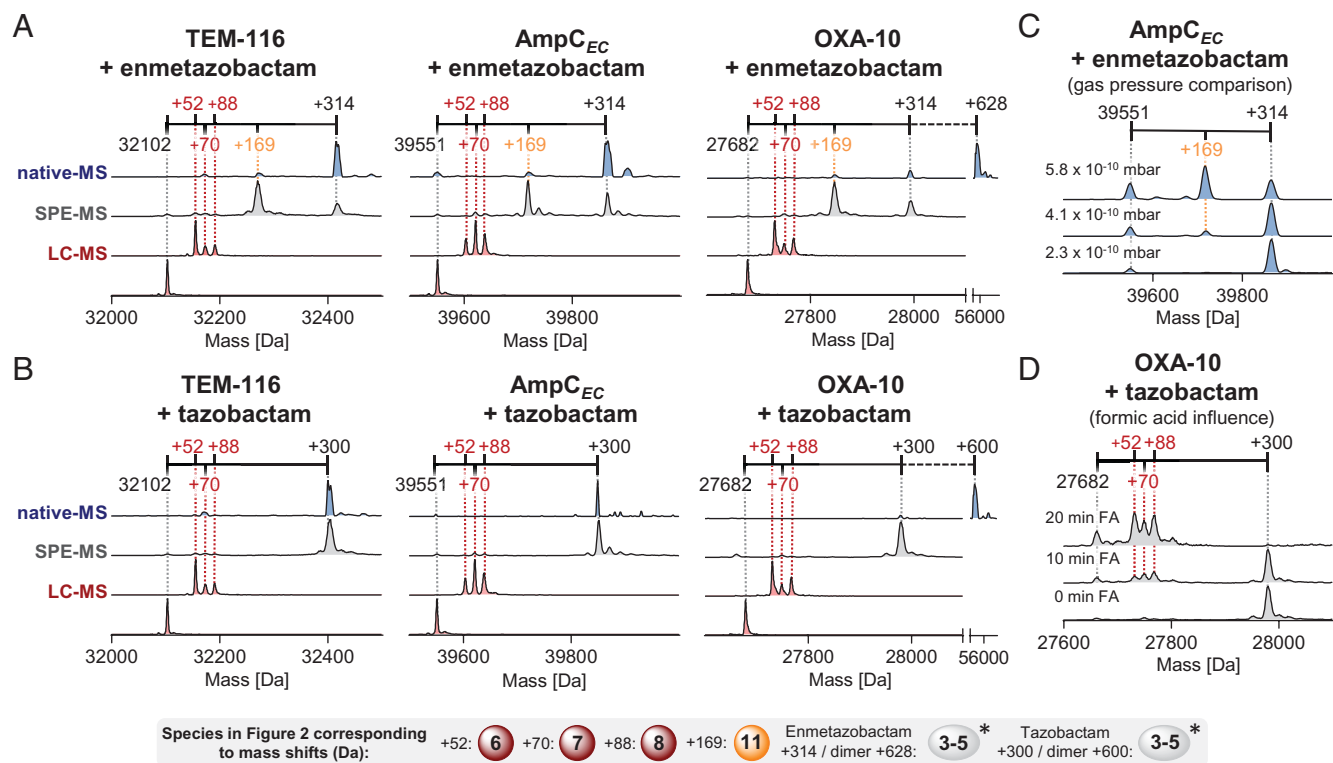 A
TEM-116
+ enmetazobactam
+52 +88 +314
32102 +70 +169
native-MS
SPE-MS
LC-MS
32000 32200 32400
Mass [Da]
AmpCEC
+ enmetazobactam
+52 +88 +314
39551 +70 +169
39600 39800
Mass [Da]
OXA-10
+ enmetazobactam
+52 +88 +314 +628
27682 +70 +169
27800 28000 56000
Mass [Da]
B
TEM-116
+ tazobactam
+52 +88 +300
32102 +70
native-MS
SPE-MS
LC-MS
32000 32200 32400
Mass [Da]
AmpCEC
+ tazobactam
+52 +88 +300
39551 +70
39600 39800
Mass [Da]
OXA-10
+ tazobactam
+52 +88 +300 +600
27682 +70
27800 28000 56000
Mass [Da]
C
AmpCEC
+ enmetazobactam
(gas pressure comparison)
39551 +314
+169
5.8 x 10-10 mbar
4.1 x 10-10 mbar
2.3 x 10-10 mbar
39600 39800
Mass [Da]
D
OXA-10
+ tazobactam
(formic acid influence)
+52 +88 +300
27682 +70
20 min FA
10 min FA
0 min FA
27600 27800 28000
Mass [Da]
Species in Figure 2 corresponding
to mass shifts (Da):
+52: 6 +70: 7 +88: 8 +169: 11
Enmetazobactam
+314 / dimer +628: 3-5 *
Tazobactam
+300 / dimer +600: 3-5 *